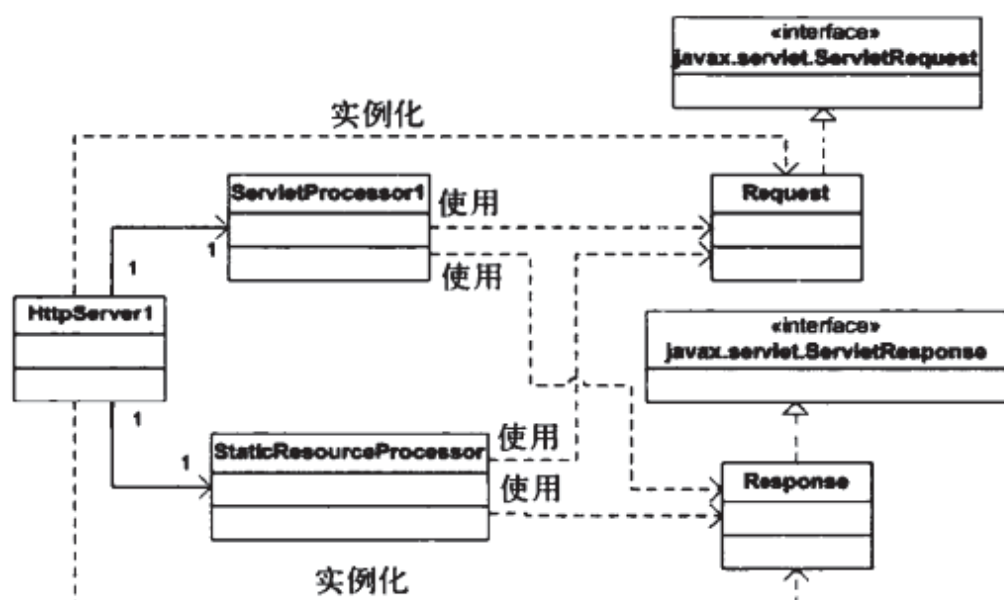 «interface»
javax.servlet.ServletRequest
实例化
ServletProcessor1
使用
Request
1
使用
1
HttpServer1
«interface»
javax.servlet.ServletResponse
1
1
StaticResourceProcessor
使用
使用
Response
实例化